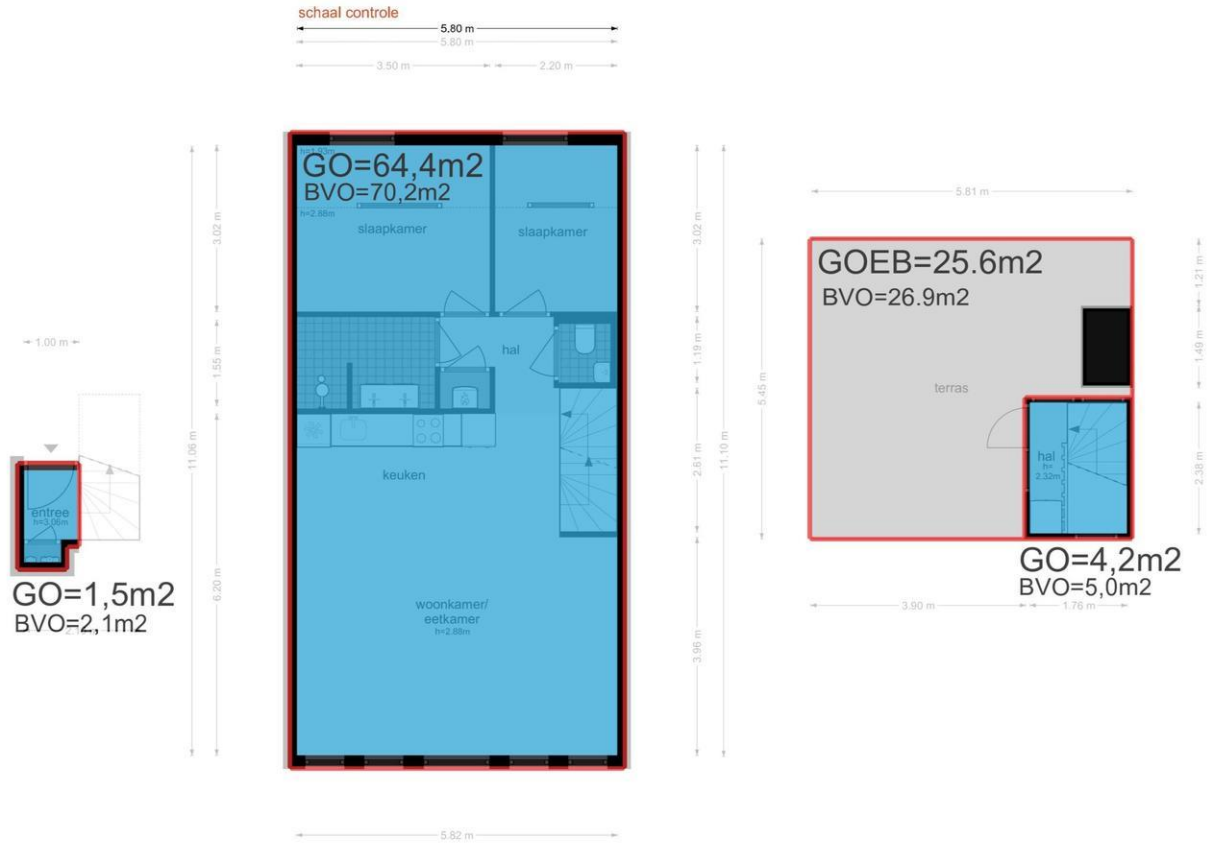 schaal controle
5.80 m
5.80 m
3.50 m
2.20 m
1.00 m
entree
h=3.06m
GO=1,5m2
BVO=2,1m2
11.06 m
3.02 m
1.55 m
6.20 m
h=1.93m
GO=64,4m2
BVO=70,2m2
h=2.88m
slaapkamer
slaapkamer
hal
keuken
woonkamer/
eetkamer
h=2.88m
5.82 m
3.02 m
1.19 m
2.61 m
3.96 m
11.10 m
5.81 m
5.45 m
GOEB=25.6m2
BVO=26.9m2
terras
hal
h=
2.32m
1.21 m
1.49 m
2.38 m
GO=4,2m2
BVO=5,0m2
3.90 m
1.76 m